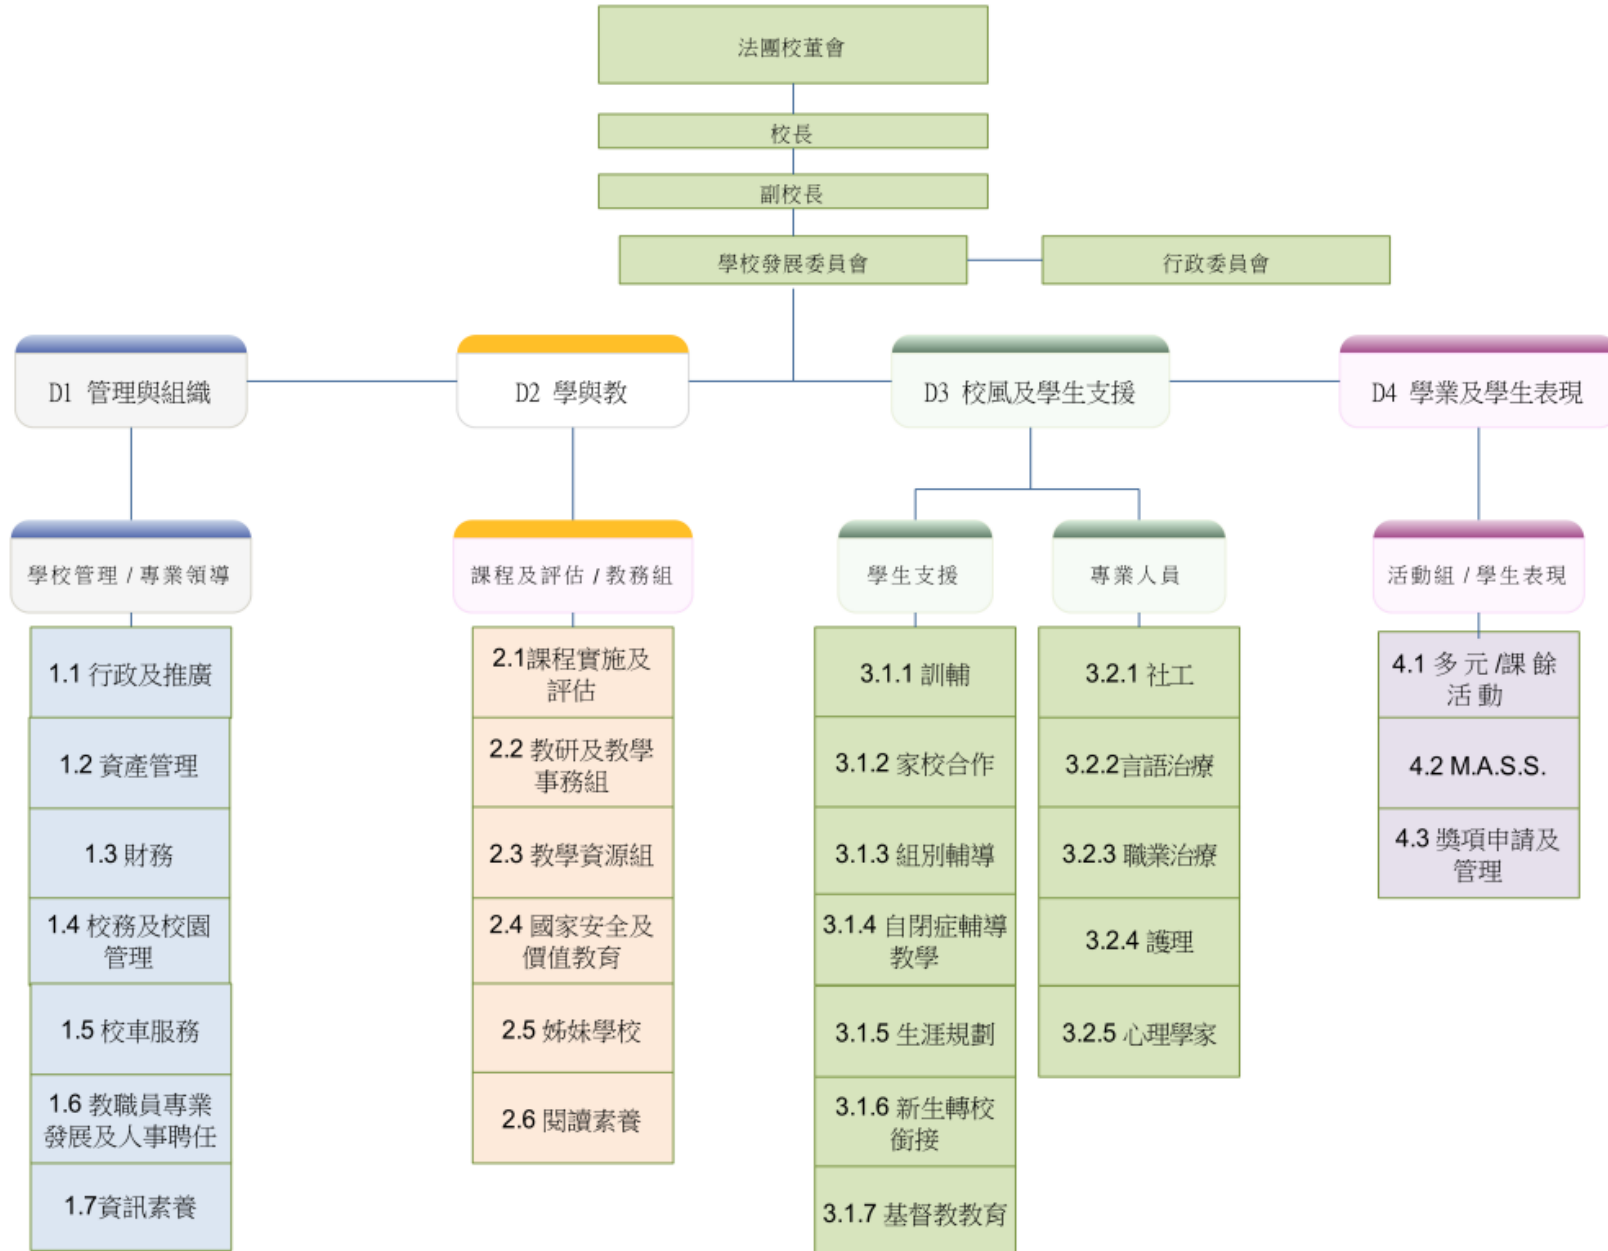 法團校董會
校長
副校長
學校發展委員會
行政委員會
D1 管理與組織
D2 學與教
D3 校風及學生支援
D4 學業及學生表現
學校管理 / 專業領導
課程及評估 / 教務組
學生支援
專業人員
活動組 / 學生表現
1.1 行政及推廣
1.2 資產管理
1.3 財務
1.4 校務及校園
管理
1.5 校車服務
1.6 教職員專業
發展及人事聘任
1.7資訊素養
2.1課程實施及
評估
2.2 教研及教學
事務組
2.3 教學資源組
2.4 國家安全及
價值教育
2.5 姊妹學校
2.6 閱讀素養
3.1.1 訓輔
3.1.2 家校合作
3.1.3 組別輔導
3.1.4 自閉症輔導
教學
3.1.5 生涯規劃
3.1.6 新生轉校
銜接
3.1.7 基督教教育
3.2.1 社工
3.2.2言語治療
3.2.3 職業治療
3.2.4 護理
3.2.5 心理學家
4.1 多元/課餘
活動
4.2 M.A.S.S.
4.3 獎項申請及
管理